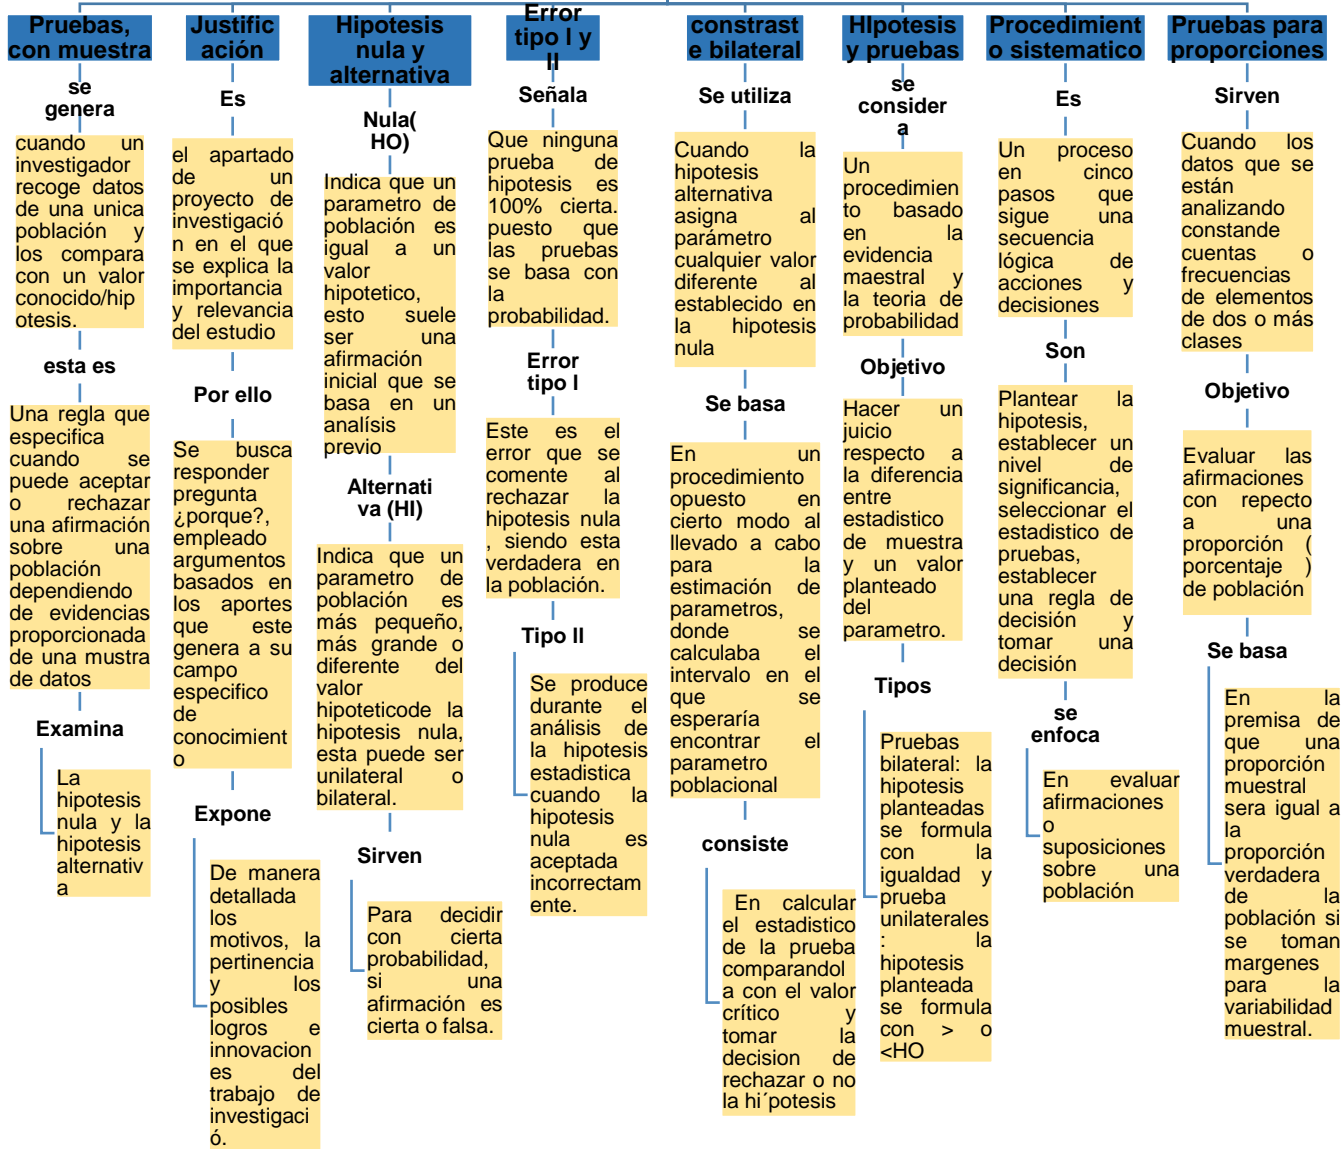 Pruebas,
con muestra
se
genera
cuando un
investigador
recoge datos
de una unica
población y
los compara
con un valor
conocido/hip
otesis.
esta es
Una regla que
especifica
cuando se
puede aceptar
o rechazar
una afirmación
sobre una
población
dependiendo
de evidencias
proporcionada
de una mustra
de datos
Examina
La
hipotesis
nula y la
hipotesis
alternativ
a
Justific
ación
Es
el apartado
de un
proyecto de
investigació
n en el que
se explica la
importancia
y relevancia
del estudio
Por ello
Se busca
responder
pregunta
¿porque?,
empleado
argumentos
basados en
los aportes
que este
genera a su
campo
especifico
de
conocimient
o
Expone
De manera
detallada
los
motivos, la
pertinencia
y los
posibles
logros e
innovacion
es del
trabajo de
investigaci
ó.
Hipotesis
nula y
alternativa
Nula(
HO)
Indica que un
parametro de
población es
igual a un
valor
hipotetico,
esto suele
ser una
afirmación
inicial que se
basa en un
analísis
previo
Alternati
va (HI)
Indica que un
parametro de
población es
más pequeño,
más grande o
diferente del
valor
hipoteticode la
hipotesis nula,
esta puede ser
unilateral o
bilateral.
Sirven
Para decidir
con cierta
probabilidad,
si una
afirmación es
cierta o falsa.
Error
tipo I y
II
Señala
Que ninguna
prueba de
hipotesis es
100% cierta.
puesto que
las pruebas
se basa con
la
probabilidad.
Error
tipo I
Este es el
error que se
comente al
rechazar la
hipotesis nula
, siendo esta
verdadera en
la población.
Tipo II
Se produce
durante el
análisis de
la hipotesis
estadistica
cuando la
hipotesis
nula es
aceptada
incorrectam
ente.
constrast
e bilateral
Se utiliza
Cuando la
hipotesis
alternativa
asigna al
parámetro
cualquier valor
diferente al
establecido en
la hipotesis
nula
Se basa
En un
procedimiento
opuesto en
cierto modo al
llevado a cabo
para la
estimación de
parametros,
donde se
calculaba el
intervalo en el
que se
esperaría
encontrar el
parametro
poblacional
consiste
En calcular
el estadistico
de la prueba
comparandol
a con el valor
crítico y
tomar la
decision de
rechazar o no
la hi´potesis
HIpotesis
y pruebas
se
consider
a
Un
procedimien
to basado
en la
evidencia
maestral y
la teoria de
probabilidad
Objetivo
Hacer un
juicio
respecto a
la diferencia
entre
estadistico
de muestra
y un valor
planteado
del
parametro.
Tipos
Pruebas
bilateral: la
hipotesis
planteadas
se formula
con la
igualdad y
prueba
unilaterales
: la
hipotesis
planteada
se formula
con > o
<HO
Procedimient
o sistematico
Es
Un proceso
en cinco
pasos que
sigue una
secuencia
lógica de
acciones y
decisiones
Son
Plantear la
hipotesis,
establecer un
nivel de
significancia,
seleccionar el
estadistico de
pruebas,
establecer
una regla de
decisión y
tomar una
decisión
se
enfoca
En evaluar
afirmaciones
o
suposiciones
sobre una
población
Pruebas para
proporciones
Sirven
Cuando los
datos que se
están
analizando
constande
cuentas o
frecuencias
de elementos
de dos o más
clases
Objetivo
Evaluar las
afirmaciones
con repecto
a una
proporción (
porcentaje )
de población
Se basa
En la
premisa de
que una
proporción
muestral
sera igual a
la
proporción
verdadera
de la
población si
se toman
margenes
para la
variabilidad
muestral.